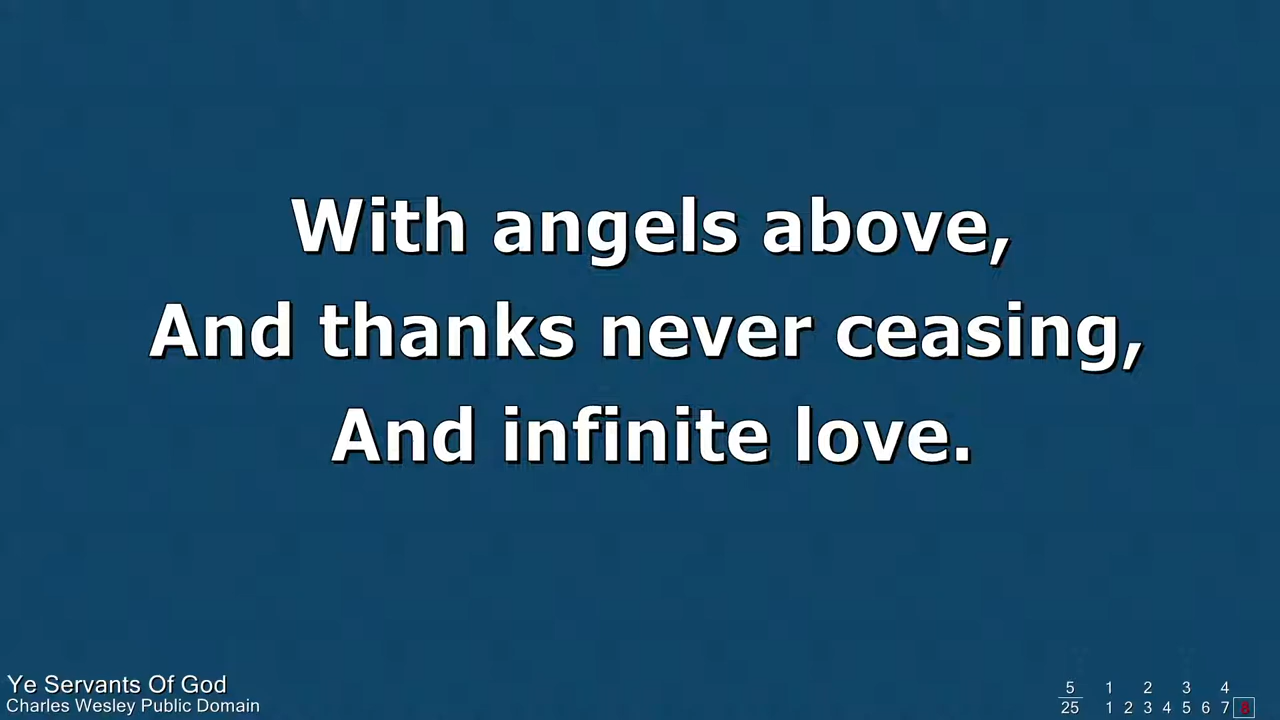 With angels above,
And thanks never ceasing,
And infinite love.
Ye Servants Of God
Charles Wesley Public Domain
5 1 2 3 4
25 1 2 3 4 5 6 7 8